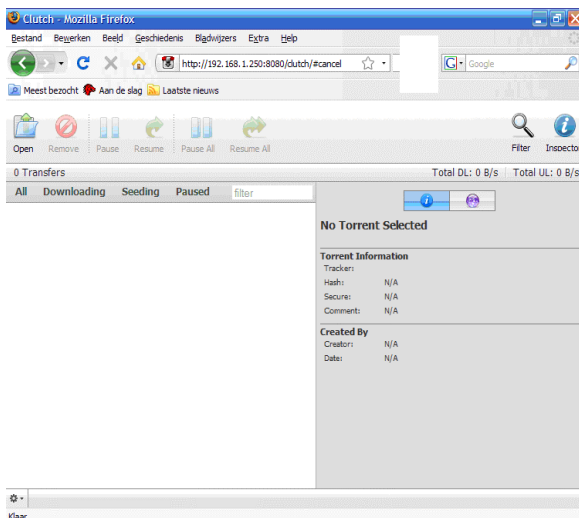 Clutch - Mozilla Firefox
Bestand Bewerken Beeld Geschiedenis Bladwijzers Extra Help
http://192.168.1.250:8080/clutch/#cancel G Google
Meest bezocht Aan de slag Laatste nieuws
Open Remove Pause Resume Pause All Resume All Filter Inspector
0 Transfers Total DL: 0 B/s Total UL: 0 B/s
All Downloading Seeding Paused filter
No Torrent Selected
Torrent Information
Tracker:
Hash: N/A
Secure: N/A
Comment: N/A
Created By
Creator: N/A
Date: N/A
Klaar